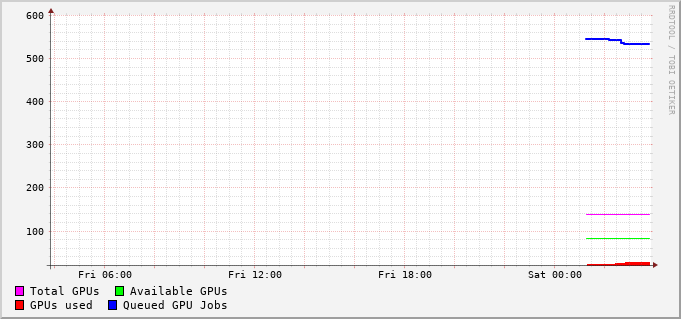 600
500
400
300
200
100
Fri 06:00 Fri 12:00 Fri 18:00 Sat 00:00
Total GPUs Available GPUs
GPUs used Queued GPU Jobs
RRDTOOL / TOBI OETIKER